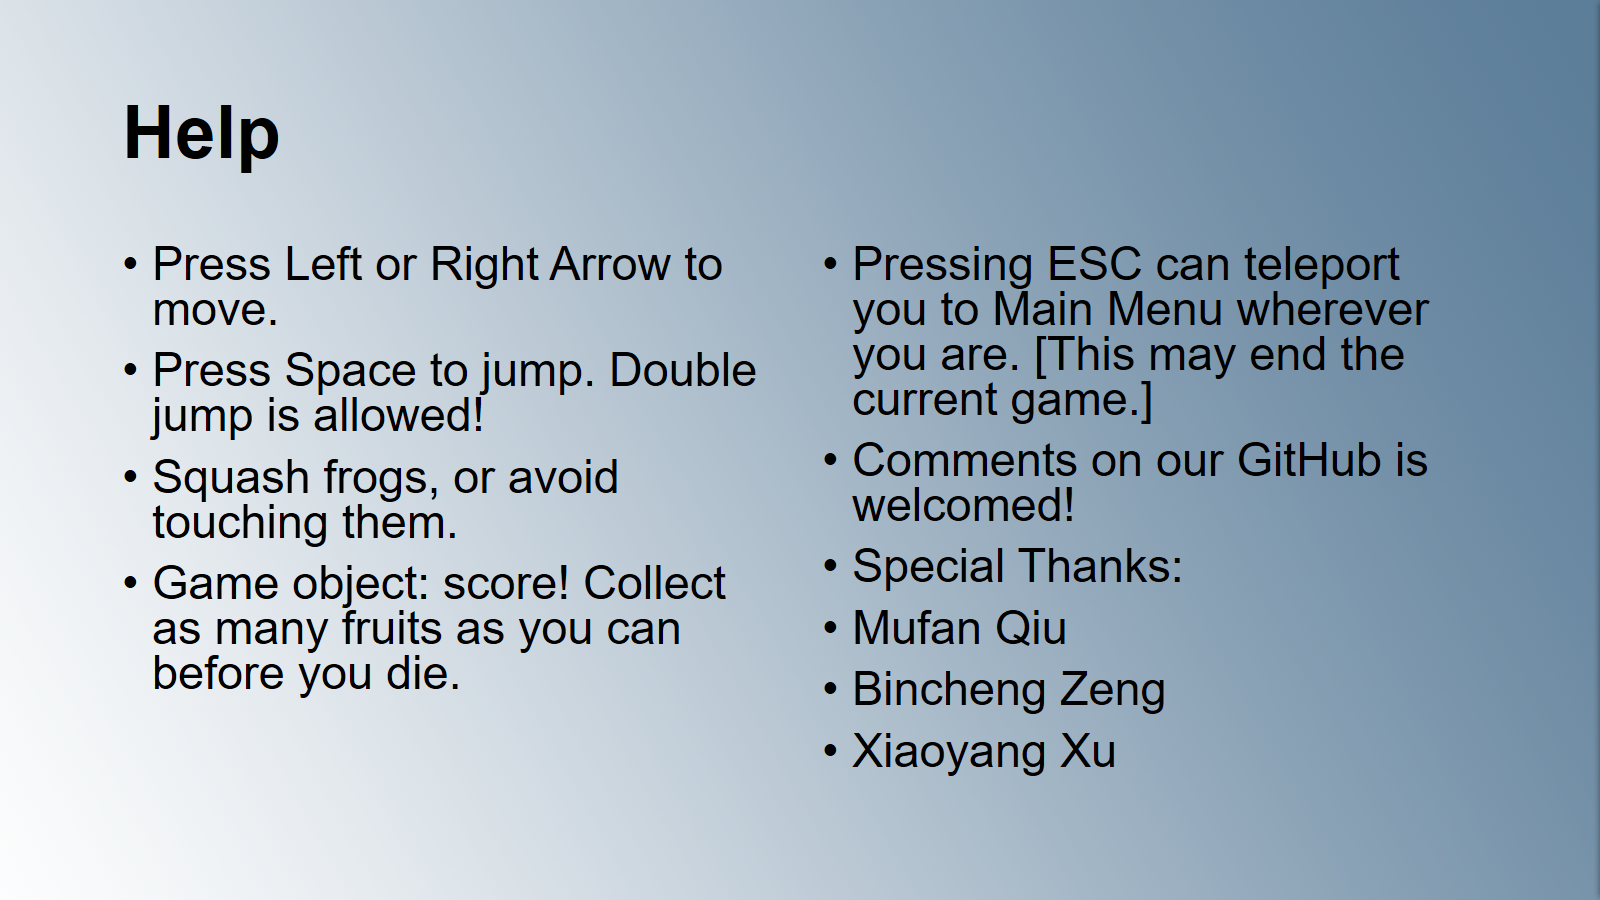 Help
• Press Left or Right Arrow to
move.
• Press Space to jump. Double
jump is allowed!
• Squash frogs, or avoid
touching them.
• Game object: score! Collect
as many fruits as you can
before you die.
• Pressing ESC can teleport
you to Main Menu wherever
you are. [This may end the
current game.]
• Comments on our GitHub is
welcomed!
• Special Thanks:
• Mufan Qiu
• Bincheng Zeng
• Xiaoyang Xu